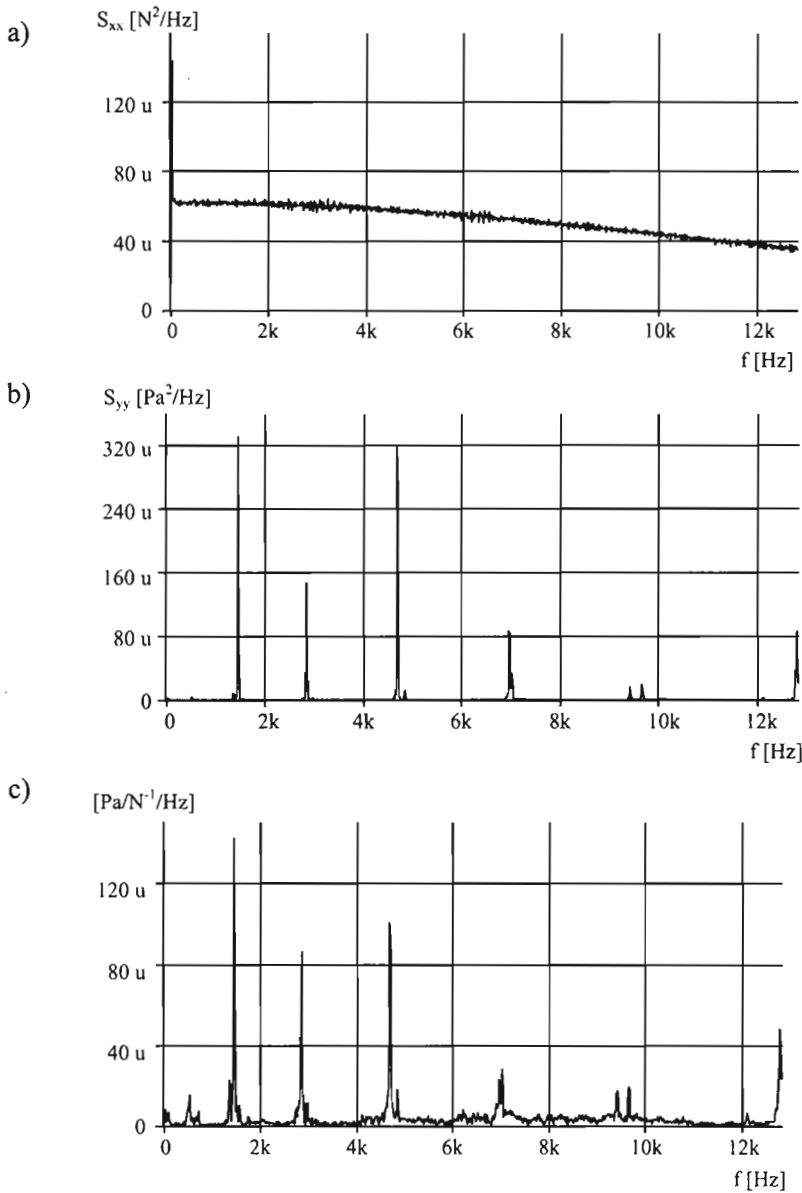 a)
Sxx [N²/Hz]
120 u
80 u
40 u
0
0 2k 4k 6k 8k 10k 12k
f [Hz]
b)
Syy [Pa²/Hz]
320 u
240 u
160 u
80 u
0
0 2k 4k 6k 8k 10k 12k
f [Hz]
c)
[Pa/N⁻¹/Hz]
120 u
80 u
40 u
0
0 2k 4k 6k 8k 10k 12k
f [Hz]